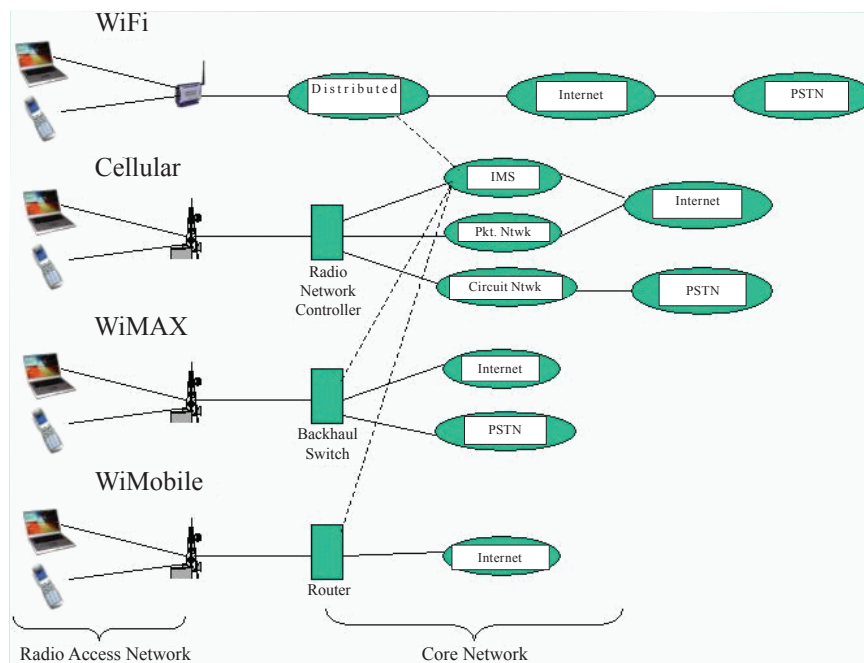 WiFi
Distributed
Internet
PSTN
Cellular
IMS
Pkt. Ntwk
Internet
Circuit Ntwk
PSTN
Radio
Network
Controller
WiMAX
Internet
PSTN
Backhaul
Switch
WiMobile
Internet
Router
Radio Access Network
Core Network